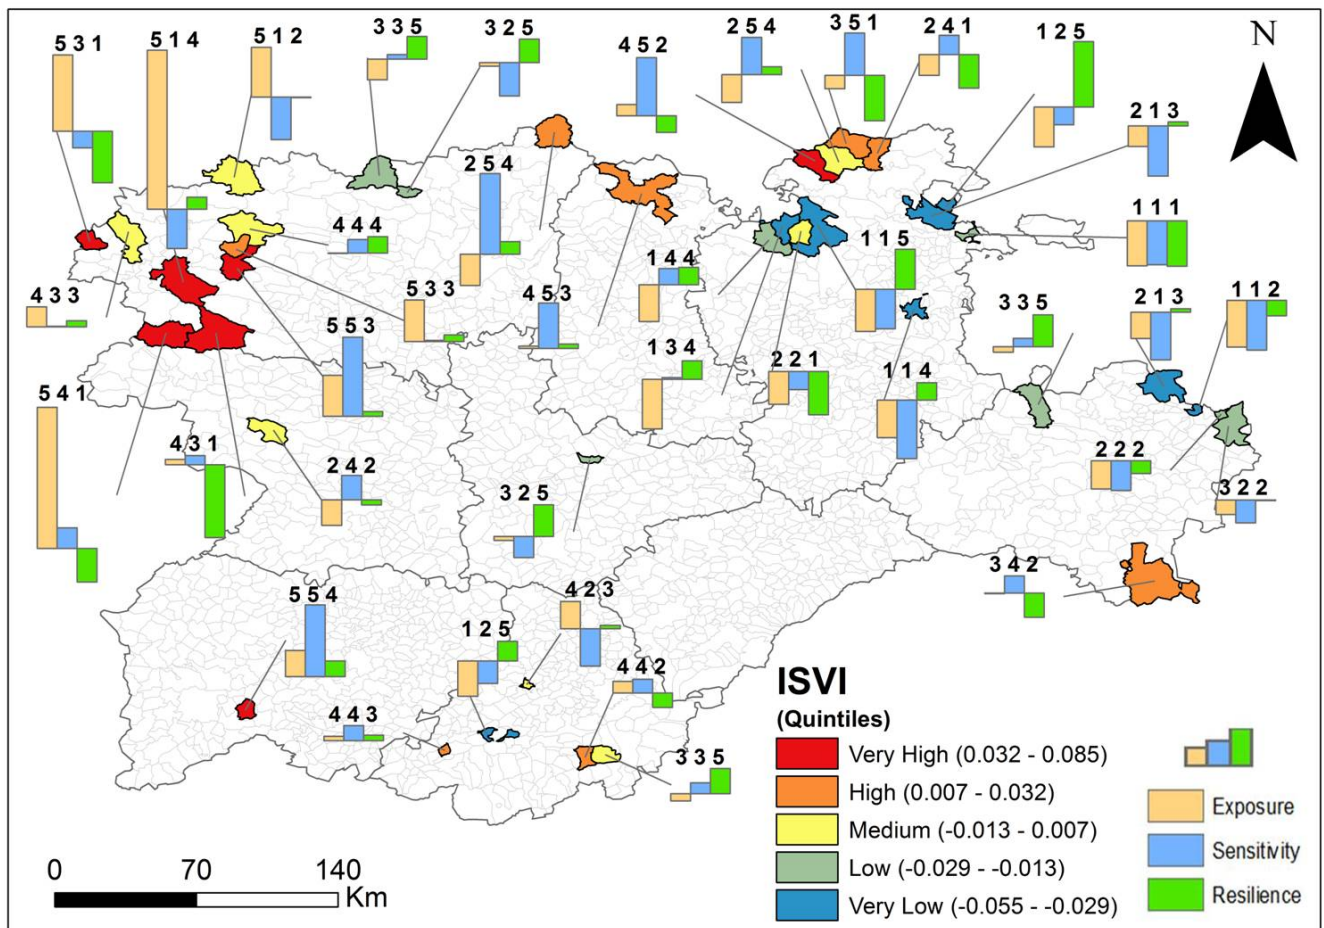 5 3 1
5 1 4
5 1 2
3 3 5
3 2 5
4 5 2
2 5 4
3 5 1
2 4 1
1 2 5
N
2 1 3
2 5 4
4 4 4
1 1 1
4 3 3
5 3 3
4 5 3
1 4 4
1 1 5
3 3 5
2 1 3
1 1 2
5 5 3
1 3 4
2 2 1
1 1 4
5 4 1
4 3 1
2 4 2
3 2 5
2 2 2
3 2 2
5 5 4
1 2 5
4 2 3
3 4 2
4 4 3
4 4 2
3 3 5
ISVI
(Quintiles)
Very High (0.032 - 0.085)
High (0.007 - 0.032)
Medium (-0.013 - 0.007)
Low (-0.029 - -0.013)
Very Low (-0.055 - -0.029)
Exposure
Sensitivity
Resilience
0 70 140
Km